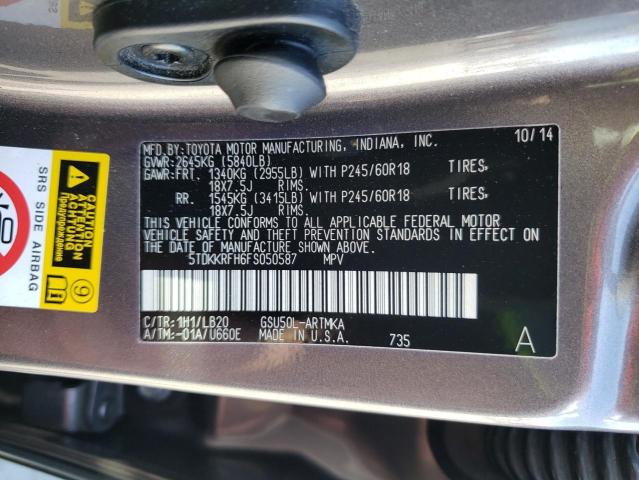 MFD. BY: TOYOTA MOTOR MANUFACTURING, INDIANA, INC. 10/14
GVWR: 2645KG (5840LB)
GAWR: FRT. 1340KG (2955LB) WITH P245/60R18 TIRES,
18X7.5J RIMS.
RR. 1545KG (3415LB) WITH P245/60R18 TIRES,
18X7.5J RIMS.
THIS VEHICLE CONFORMS TO ALL APPLICABLE FEDERAL MOTOR
VEHICLE SAFETY AND THEFT PREVENTION STANDARDS IN EFFECT ON
THE DATE OF MANUFACTURE SHOWN ABOVE.
5TDKKRFH6FS050587 MPV
C/TR: 1H1/LB20 GSU50L-ARTMKA
A/TM: -01A/U660E MADE IN U.S.A. 735 A
SRS SIDE AIRBAG
CAUTION
ATTENTION
Предупреждение
9